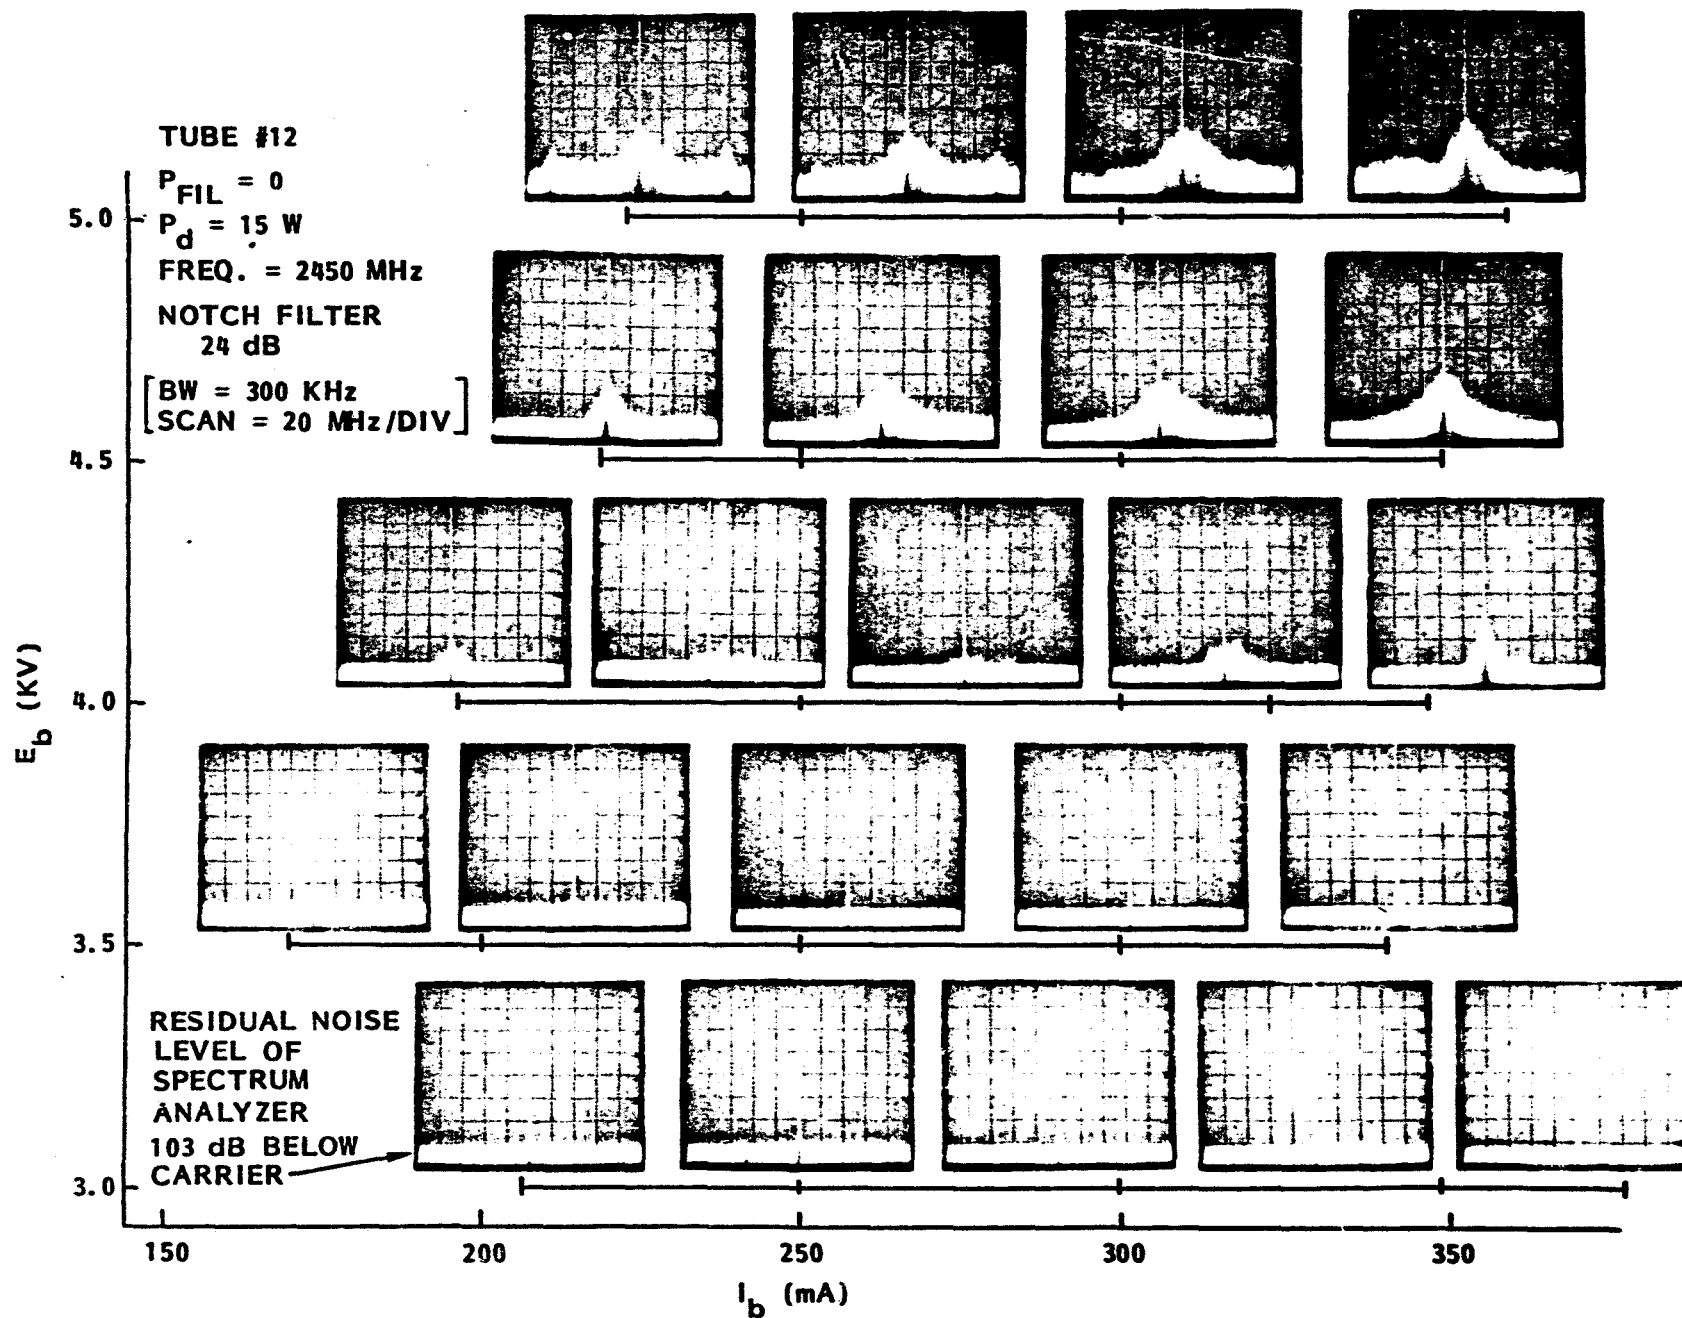 TUBE #12
PFIL = 0
Pd = 15 W
FREQ. = 2450 MHz
NOTCH FILTER
24 dB
[BW = 300 KHz
SCAN = 20 MHz/DIV]
5.0
4.5
4.0
3.5
3.0
Eb (KV)
RESIDUAL NOISE
LEVEL OF
SPECTRUM
ANALYZER
103 dB BELOW
CARRIER
150 200 250 300 350
Ib (mA)